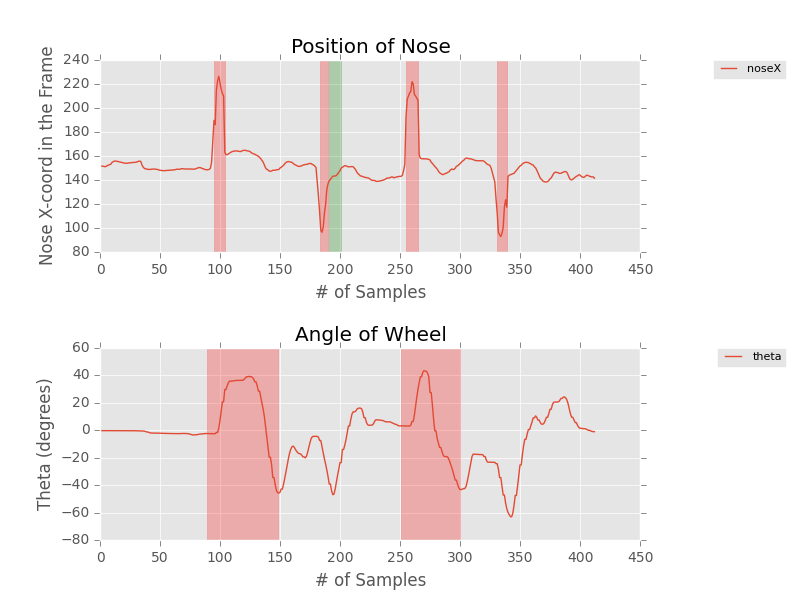 Position of Nose
240
220
200
180
160
140
120
100
80
Nose X-coord in the Frame
0 50 100 150 200 250 300 350 400 450
# of Samples
noseX
Angle of Wheel
60
40
20
0
−20
−40
−60
−80
Theta (degrees)
0 50 100 150 200 250 300 350 400 450
# of Samples
theta